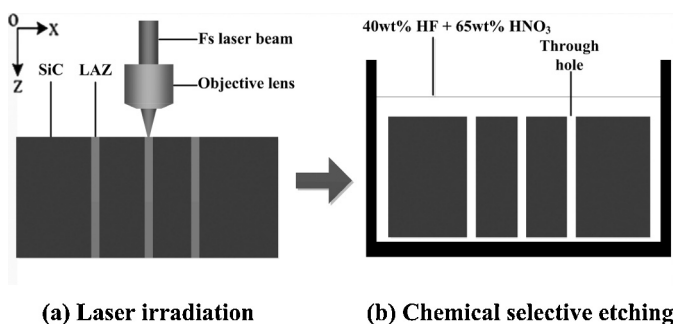 O
X
Z
SiC
LAZ
Fs laser beam
Objective lens
40wt% HF + 65wt% HNO₃
Through
hole
(a) Laser irradiation
(b) Chemical selective etching